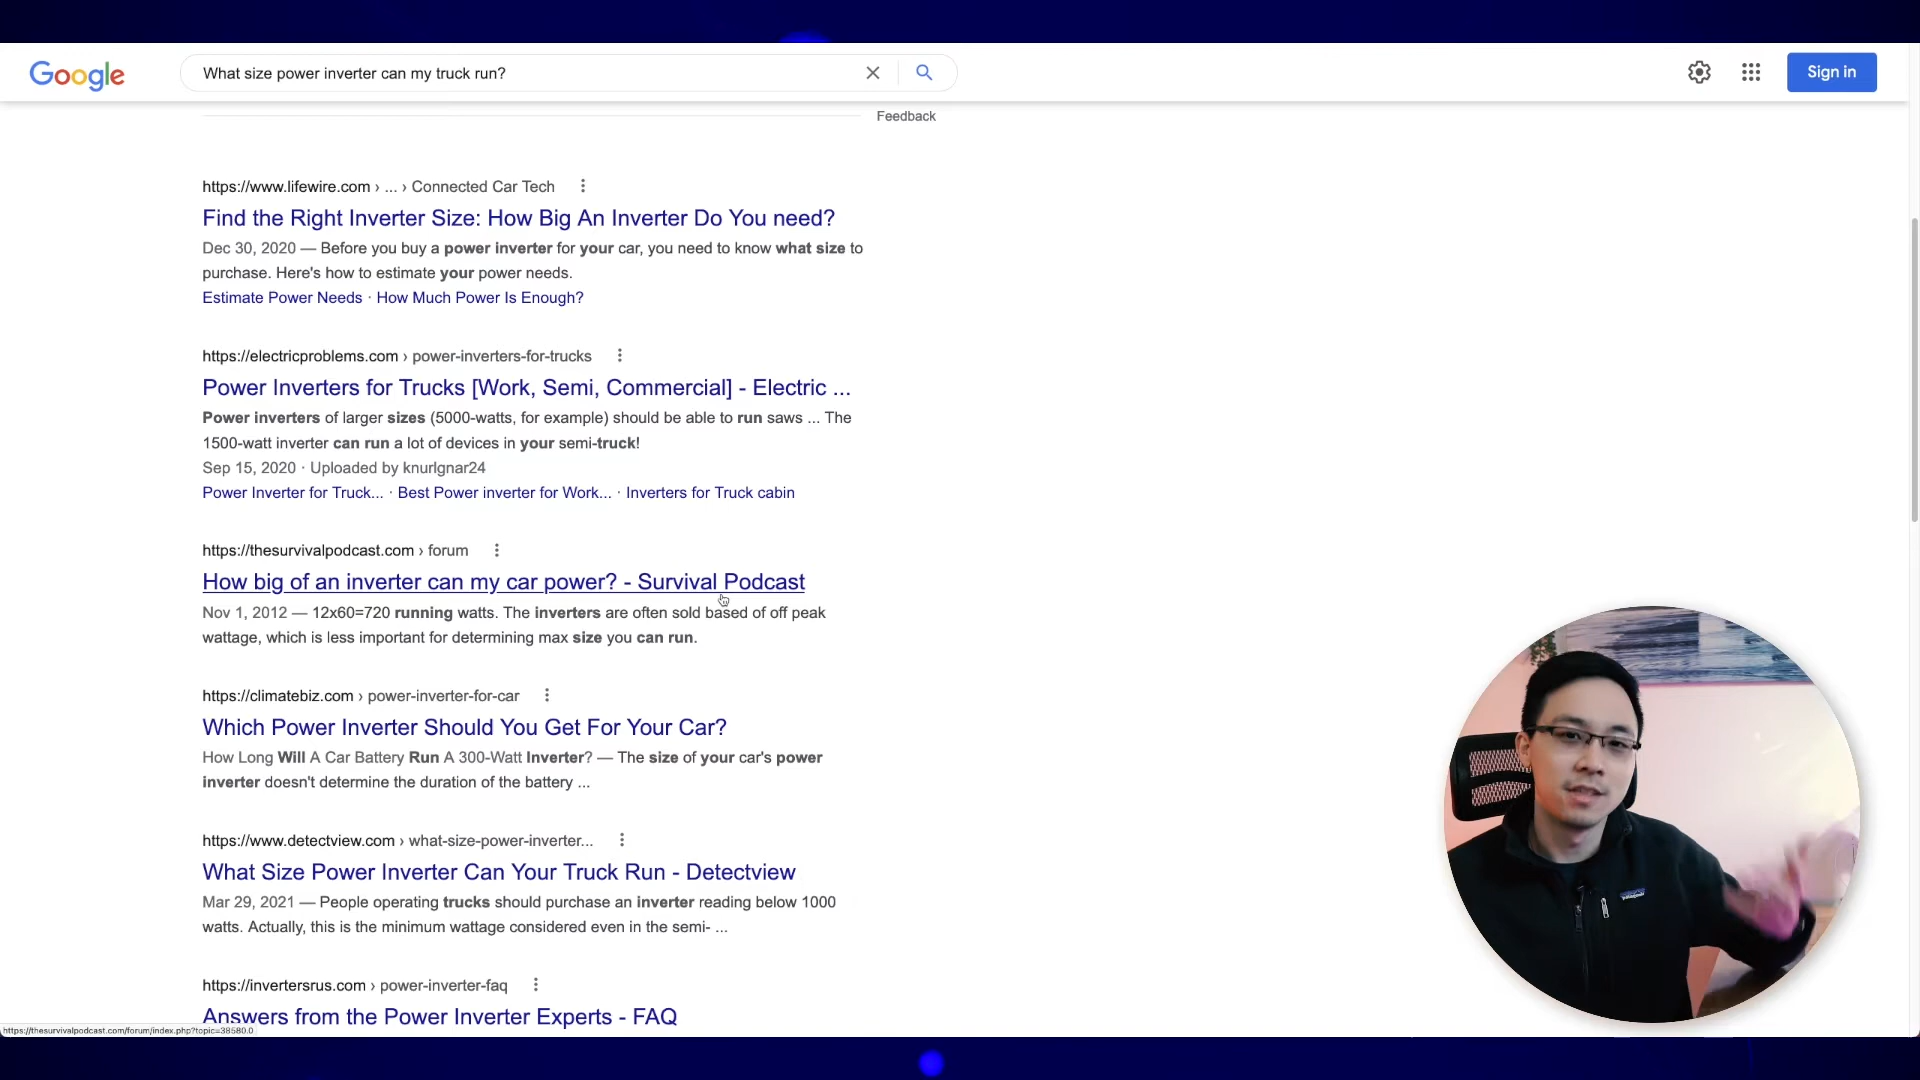 Google
What size power inverter can my truck run?
Sign in
Feedback
https://www.lifewire.com › ... › Connected Car Tech
Find the Right Inverter Size: How Big An Inverter Do You need?
Dec 30, 2020 — Before you buy a power inverter for your car, you need to know what size to
purchase. Here's how to estimate your power needs.
Estimate Power Needs · How Much Power Is Enough?
https://electricproblems.com › power-inverters-for-trucks
Power Inverters for Trucks [Work, Semi, Commercial] - Electric ...
Power inverters of larger sizes (5000-watts, for example) should be able to run saws ... The
1500-watt inverter can run a lot of devices in your semi-truck!
Sep 15, 2020 · Uploaded by knurlgnar24
Power Inverter for Truck... · Best Power inverter for Work... · Inverters for Truck cabin
https://thesurvivalpodcast.com › forum
How big of an inverter can my car power? - Survival Podcast
Nov 1, 2012 — 12x60=720 running watts. The inverters are often sold based of off peak
wattage, which is less important for determining max size you can run.
https://climatebiz.com › power-inverter-for-car
Which Power Inverter Should You Get For Your Car?
How Long Will A Car Battery Run A 300-Watt Inverter? — The size of your car's power
inverter doesn't determine the duration of the battery ...
https://www.detectview.com › what-size-power-inverter...
What Size Power Inverter Can Your Truck Run - Detectview
Mar 29, 2021 — People operating trucks should purchase an inverter reading below 1000
watts. Actually, this is the minimum wattage considered even in the semi- ...
https://invertersrus.com › power-inverter-faq
Answers from the Power Inverter Experts - FAQ
https://thesurvivalpodcast.com/forum/index.php?topic=38580.0
patagonia